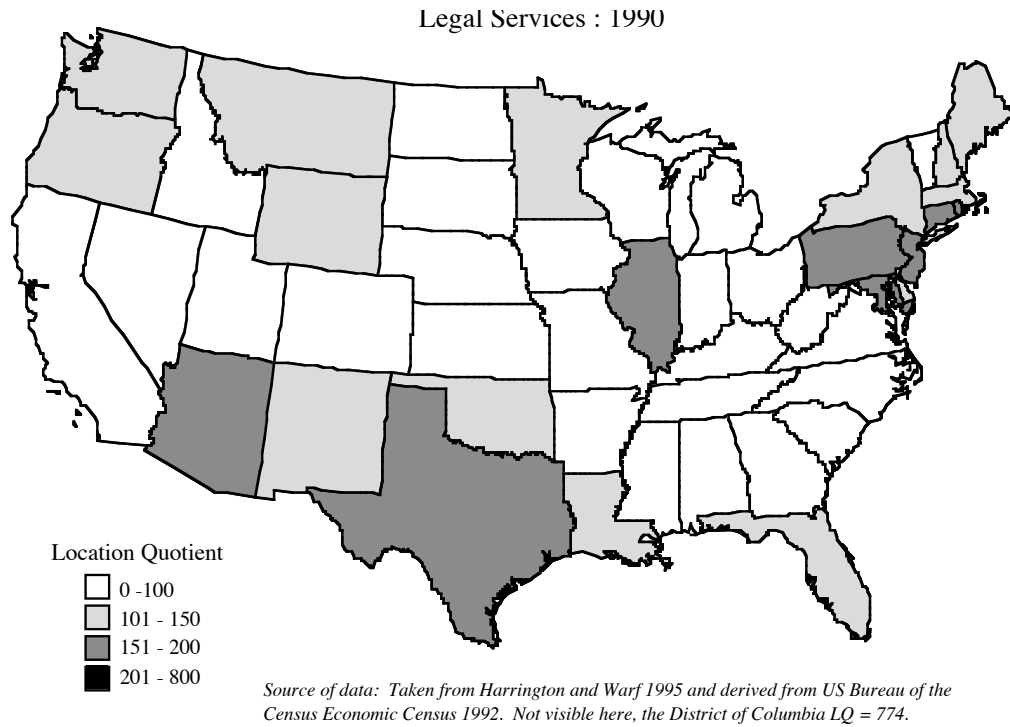 Legal Services : 1990
Location Quotient
0 -100
101 - 150
151 - 200
201 - 800
Source of data: Taken from Harrington and Warf 1995 and derived from US Bureau of the
Census Economic Census 1992. Not visible here, the District of Columbia LQ = 774.